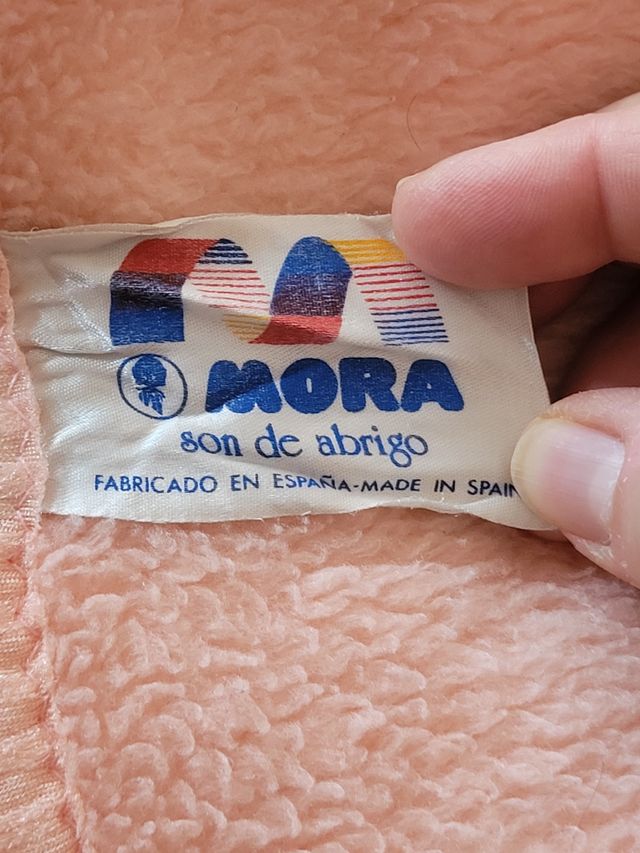 MORA
son de abrigo
FABRICADO EN ESPAÑA-MADE IN SPAIN